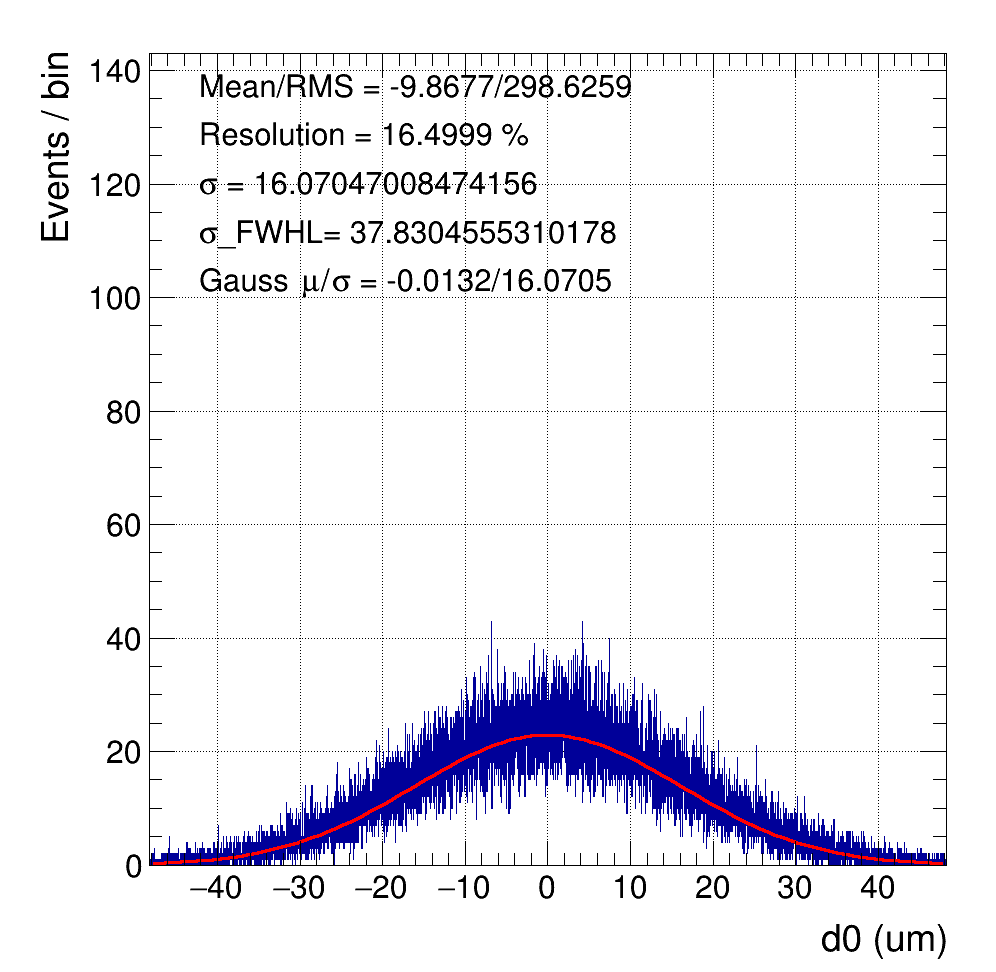 Events / bin
140
120
100
80
60
40
20
0
Mean/RMS = -9.8677/298.6259
Resolution = 16.4999 %
σ = 16.07047008474156
σ_FWHL= 37.8304555310178
Gauss μ/σ = -0.0132/16.0705
−40 −30 −20 −10 0 10 20 30 40
d0 (um)